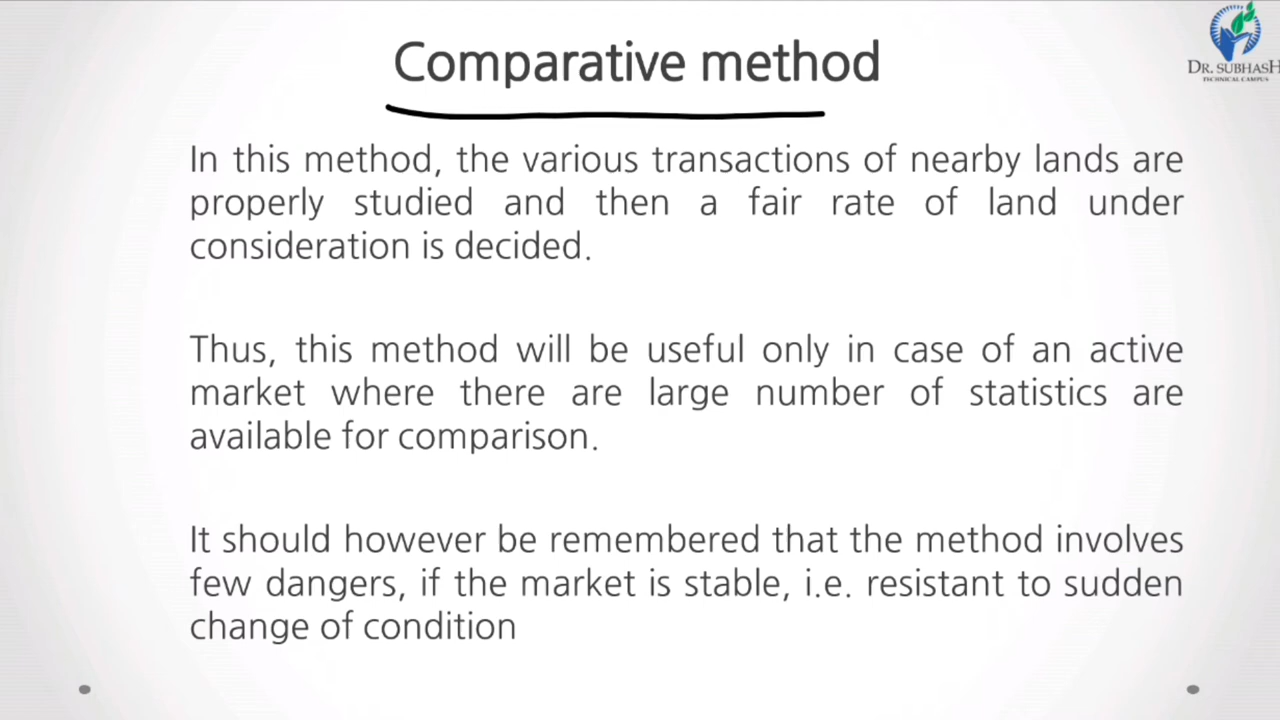 Comparative method
DR. SUBHASH
TECHNICAL CAMPUS
In this method, the various transactions of nearby lands are
properly studied and then a fair rate of land under
consideration is decided.
Thus, this method will be useful only in case of an active
market where there are large number of statistics are
available for comparison.
It should however be remembered that the method involves
few dangers, if the market is stable, i.e. resistant to sudden
change of condition